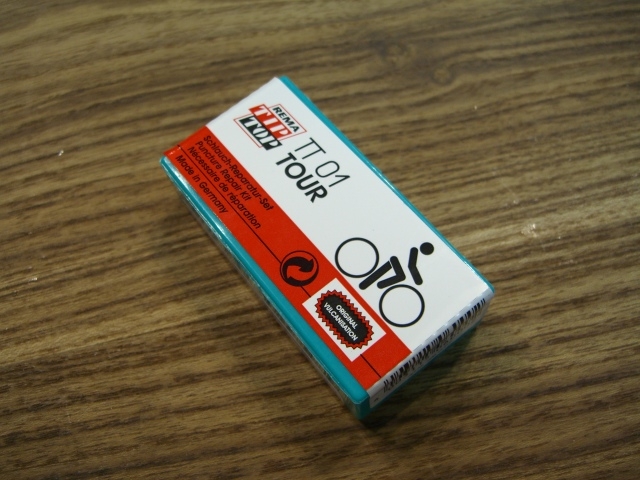 REMA
TIP
TOP
TT 01
TOUR
Schlauch-Reparatur-Set
Puncture Repair Kit
Nécessaire de réparation
Made in Germany
ORIGINAL
VULCANISATION